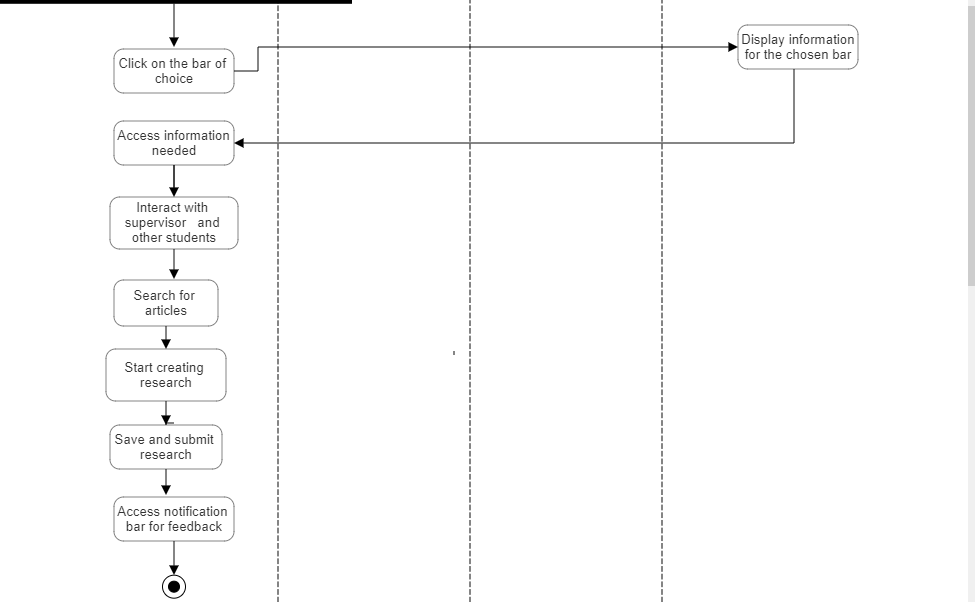 Display information
for the chosen bar
Click on the bar of
choice
Access information
needed
Interact with
supervisor and
other students
Search for
articles
Start creating
research
Save and submit
research
Access notification
bar for feedback